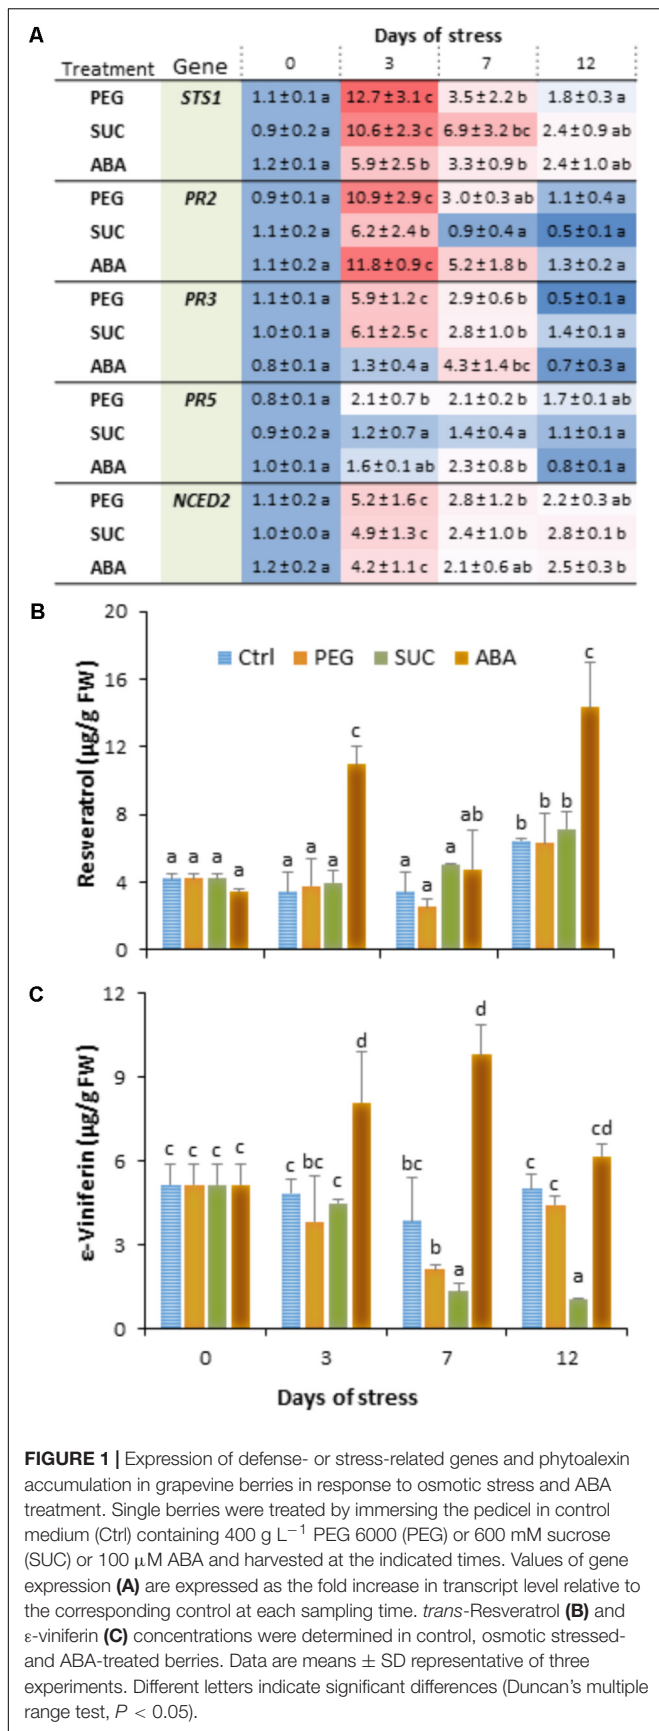 A
Days of stress
Treatment Gene 0 3 7 12
PEG STS1 1.1±0.1 a 12.7±3.1 c 3.5±2.2 b 1.8±0.3 a
SUC 0.9±0.2 a 10.6±2.3 c 6.9±3.2 bc 2.4±0.9 ab
ABA 1.2±0.1 a 5.9±2.5 b 3.3±0.9 b 2.4±1.0 ab
PEG PR2 0.9±0.1 a 10.9±2.9 c 3.0±0.3 ab 1.1±0.4 a
SUC 1.1±0.2 a 6.2±2.4 b 0.9±0.4 a 0.5±0.1 a
ABA 1.1±0.2 a 11.8±0.9 c 5.2±1.8 b 1.3±0.2 a
PEG PR3 1.1±0.1 a 5.9±1.2 c 2.9±0.6 b 0.5±0.1 a
SUC 1.0±0.1 a 6.1±2.5 c 2.8±1.0 b 1.4±0.1 a
ABA 0.8±0.1 a 1.3±0.4 a 4.3±1.4 bc 0.7±0.3 a
PEG PR5 0.8±0.1 a 2.1±0.7 b 2.1±0.2 b 1.7±0.1 ab
SUC 0.9±0.2 a 1.2±0.7 a 1.4±0.4 a 1.1±0.1 a
ABA 1.0±0.1 a 1.6±0.1 ab 2.3±0.8 b 0.8±0.1 a
PEG NCED2 1.1±0.2 a 5.2±1.6 c 2.8±1.2 b 2.2±0.3 ab
SUC 1.0±0.0 a 4.9±1.3 c 2.4±1.0 b 2.8±0.1 b
ABA 1.2±0.2 a 4.2±1.1 c 2.1±0.6 ab 2.5±0.3 b
B
Resveratrol (µg/g FW)
20
16
12
8
4
0
Ctrl PEG SUC ABA
a a a a
a a a c
a a a ab
b b b c
C
ε-Viniferin (µg/g FW)
12
9
6
3
0
c c c c
c bc c d
bc b a d
c c a cd
0 3 7 12
Days of stress
FIGURE 1 | Expression of defense- or stress-related genes and phytoalexin
accumulation in grapevine berries in response to osmotic stress and ABA
treatment. Single berries were treated by immersing the pedicel in control
medium (Ctrl) containing 400 g L−1 PEG 6000 (PEG) or 600 mM sucrose
(SUC) or 100 µM ABA and harvested at the indicated times. Values of gene
expression (A) are expressed as the fold increase in transcript level relative to
the corresponding control at each sampling time. trans-Resveratrol (B) and
ε-viniferin (C) concentrations were determined in control, osmotic stressed-
and ABA-treated berries. Data are means ± SD representative of three
experiments. Different letters indicate significant differences (Duncan's multiple
range test, P < 0.05).